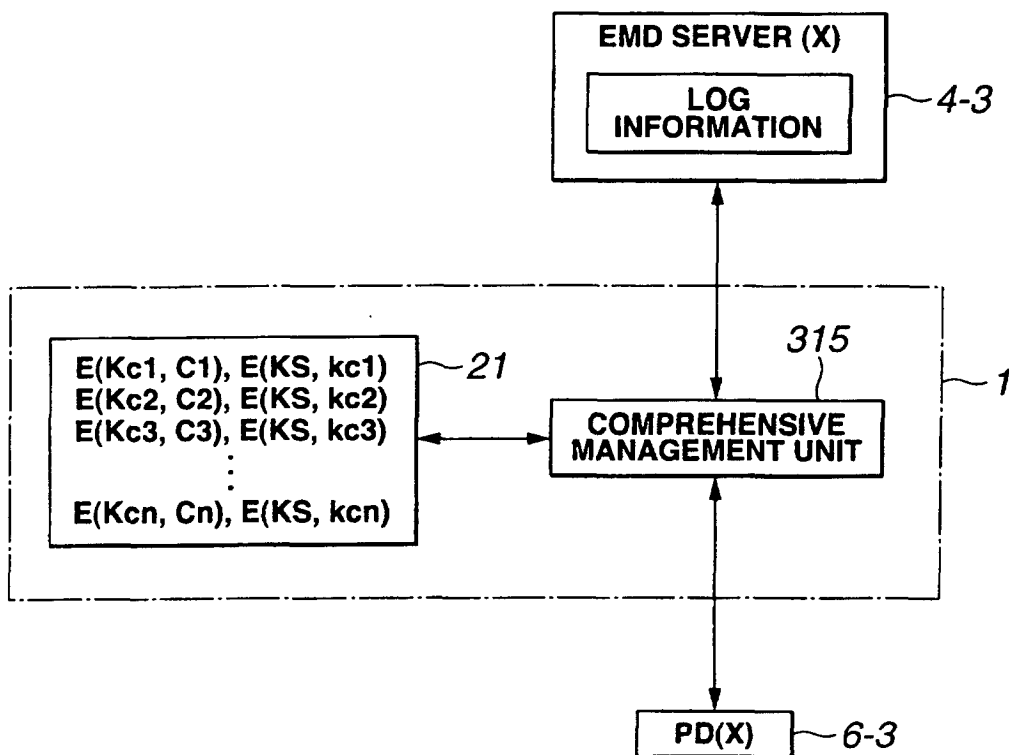 EMD SERVER (X)
LOG
INFORMATION
4-3
E(Kc1, C1), E(KS, kc1)
E(Kc2, C2), E(KS, kc2)
E(Kc3, C3), E(KS, kc3)
E(Kcn, Cn), E(KS, kcn)
21
315
COMPREHENSIVE
MANAGEMENT UNIT
1
PD(X)
6-3